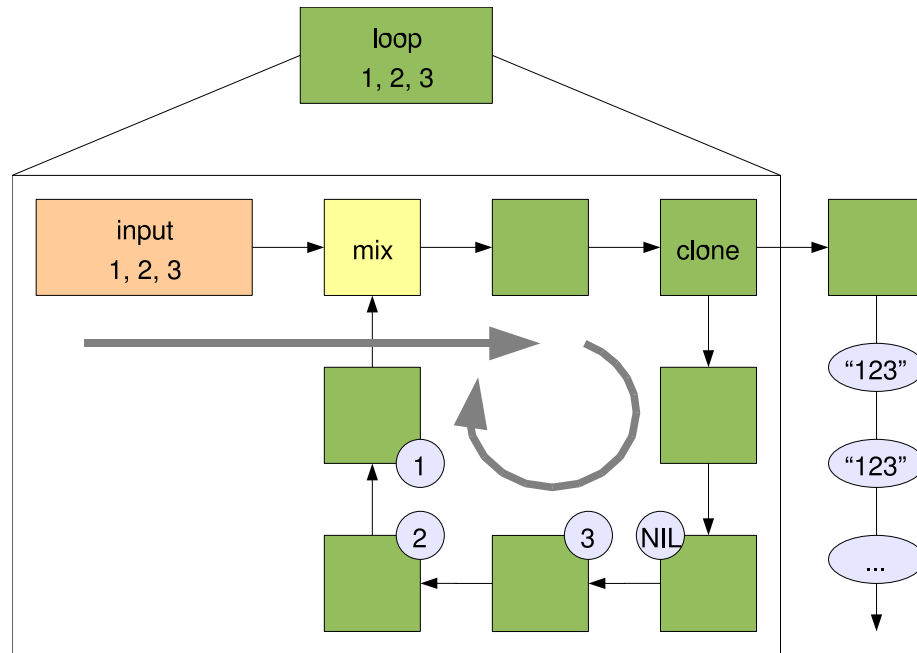 loop
1, 2, 3
input
1, 2, 3
mix
clone
“123”
1
“123”
2
3
NIL
...